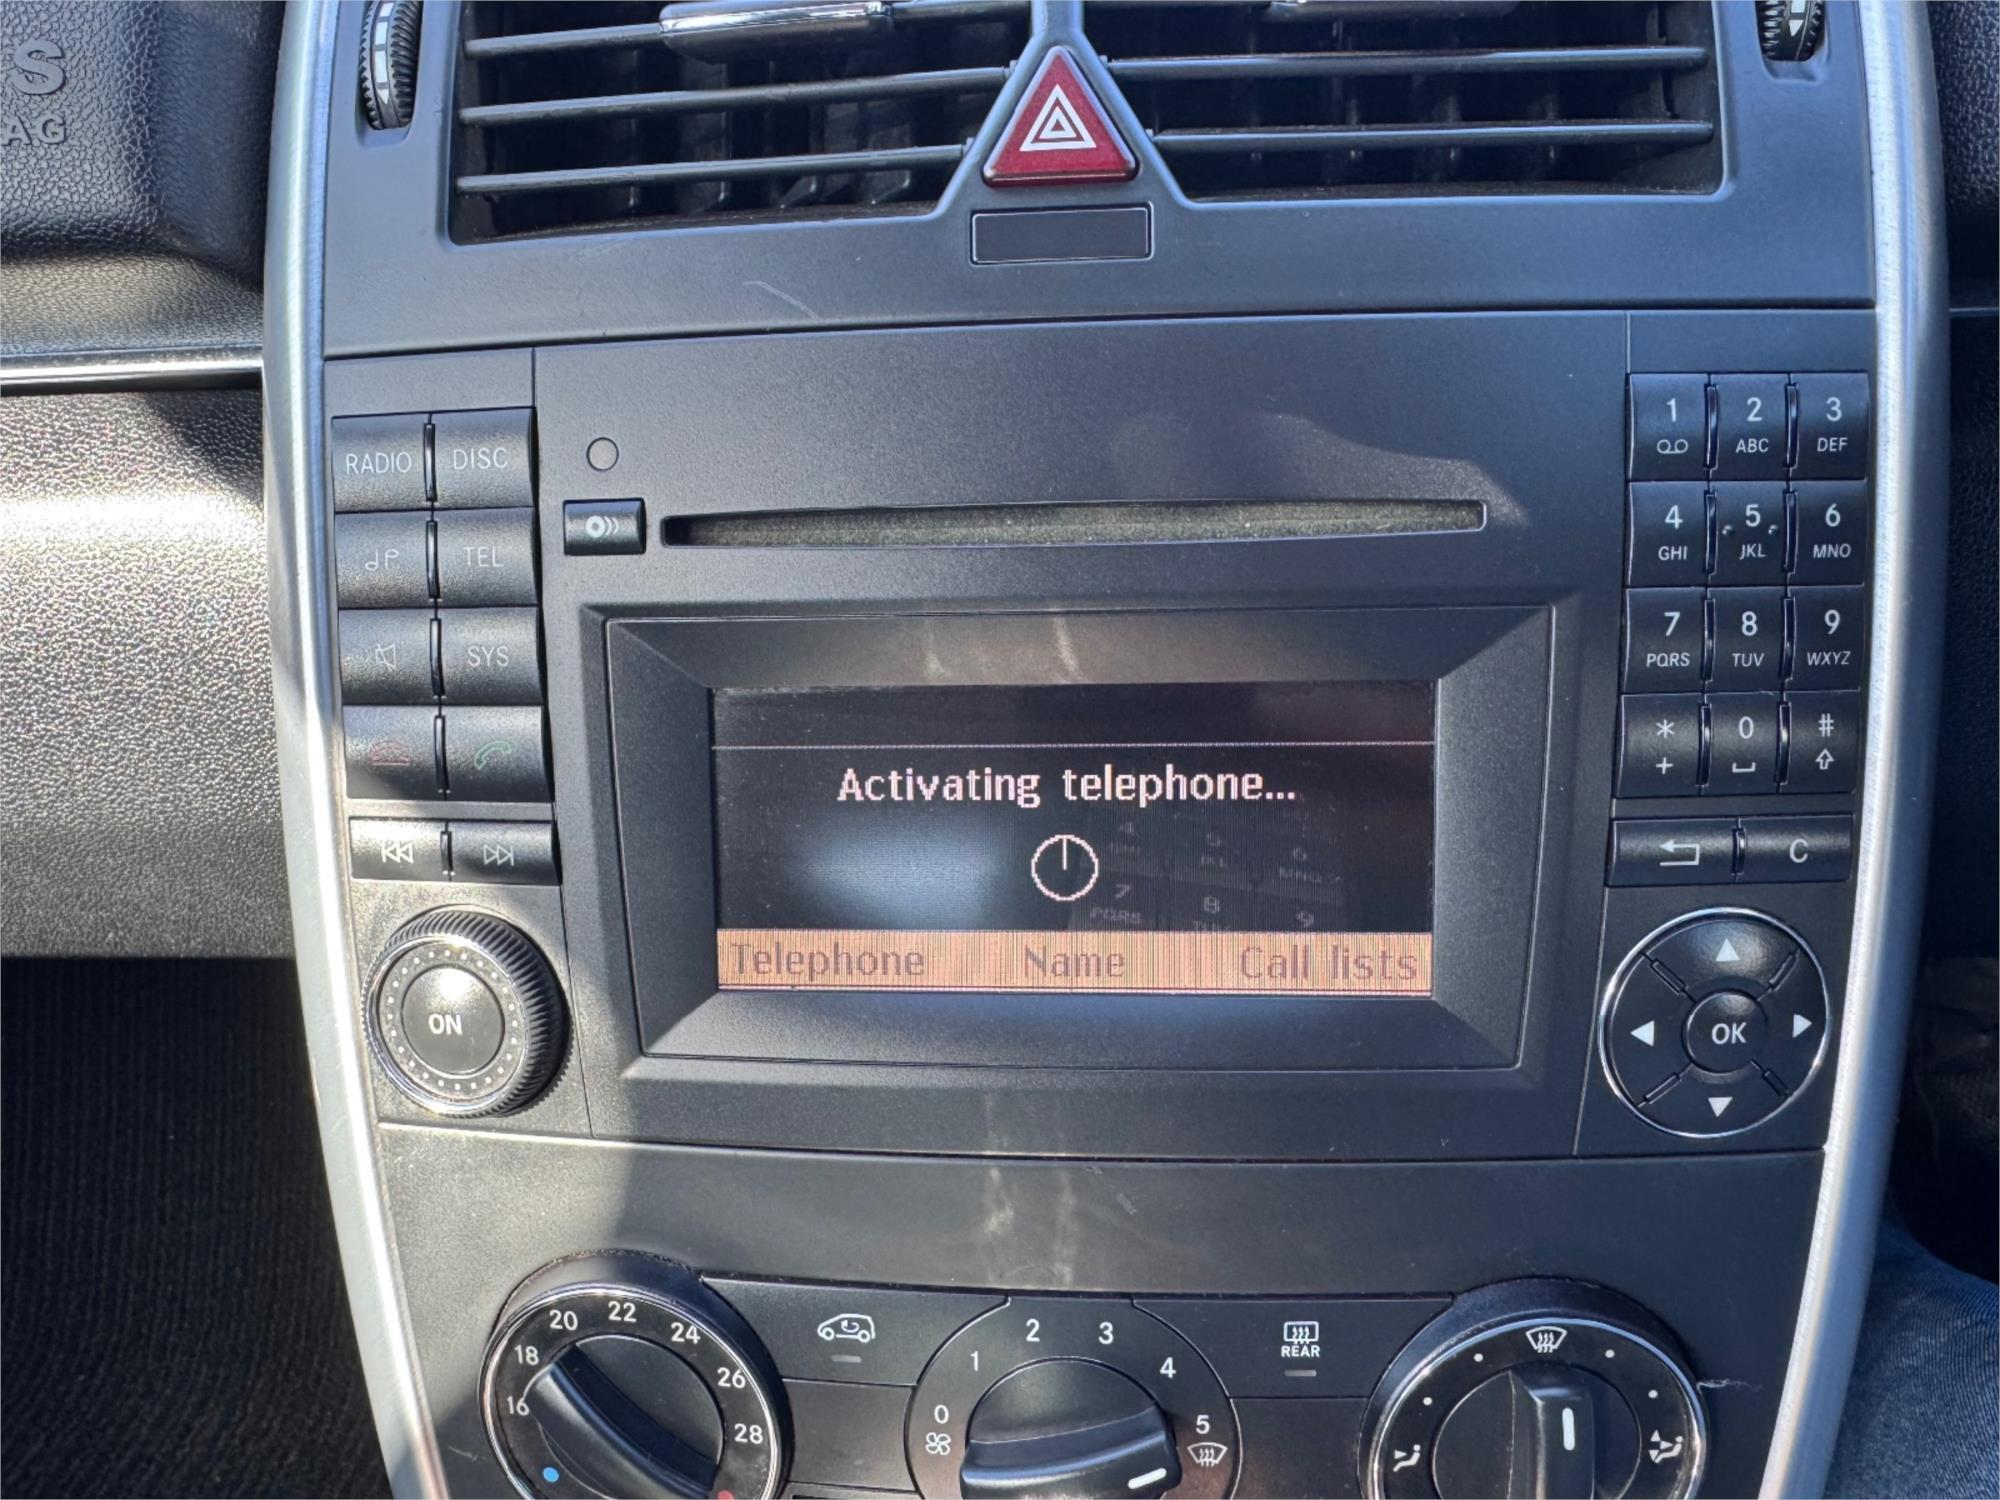 S
AG
RADIO DISC
TEL
SYS
ON
1 2 ABC 3 DEF
4 GHI 5 JKL 6 MNO
7 PQRS 8 TUV 9 WXYZ
* + 0 #
C
OK
Activating telephone...
Telephone Name Call lists
16 18 20 22 24 26 28
0 1 2 3 4 5
REAR